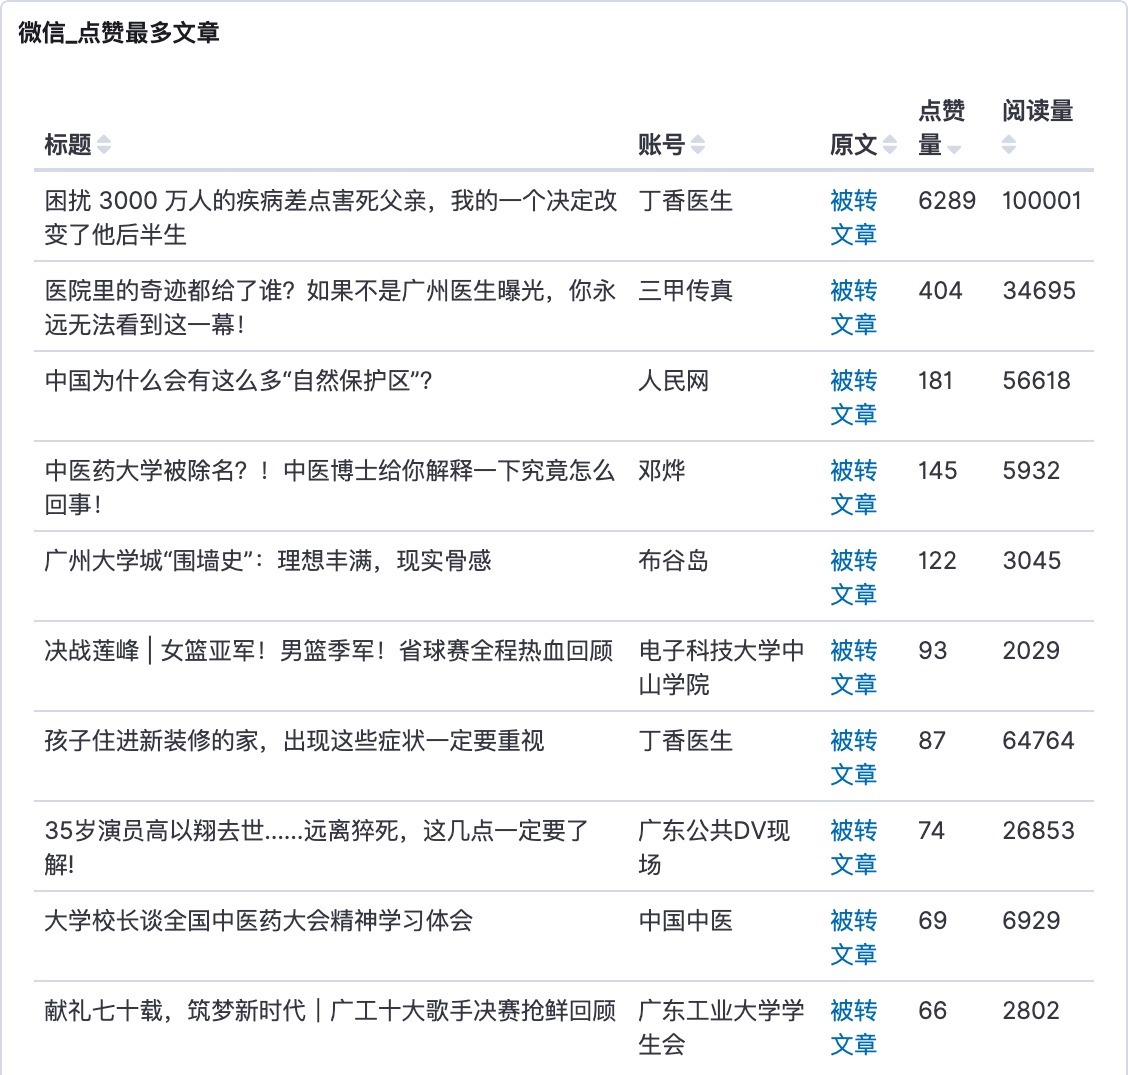 微信_点赞最多文章
标题 账号 原文 点赞量 阅读量
困扰 3000 万人的疾病差点害死父亲，我的一个决定改 丁香医生 被转 6289 100001
变了他后半生 文章
医院里的奇迹都给了谁？如果不是广州医生曝光，你永 三甲传真 被转 404 34695
远无法看到这一幕！ 文章
中国为什么会有这么多“自然保护区”？ 人民网 被转 181 56618
文章
中医药大学被除名？！中医博士给你解释一下究竟怎么 邓烨 被转 145 5932
回事！ 文章
广州大学城“围墙史”：理想丰满，现实骨感 布谷岛 被转 122 3045
文章
决战莲峰 | 女篮亚军！男篮季军！省球赛全程热血回顾 电子科技大学中 被转 93 2029
山学院 文章
孩子住进新装修的家，出现这些症状一定要重视 丁香医生 被转 87 64764
文章
35岁演员高以翔去世……远离猝死，这几点一定要了 广东公共DV现 被转 74 26853
解! 场 文章
大学校长谈全国中医药大会精神学习体会 中国中医 被转 69 6929
文章
献礼七十载，筑梦新时代 | 广工十大歌手决赛抢鲜回顾 广东工业大学学 被转 66 2802
生会 文章